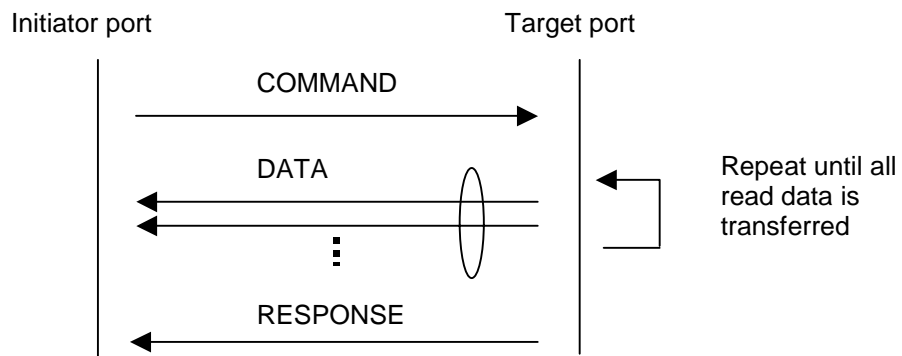 Initiator port
Target port
COMMAND
DATA
Repeat until all
read data is
transferred
RESPONSE